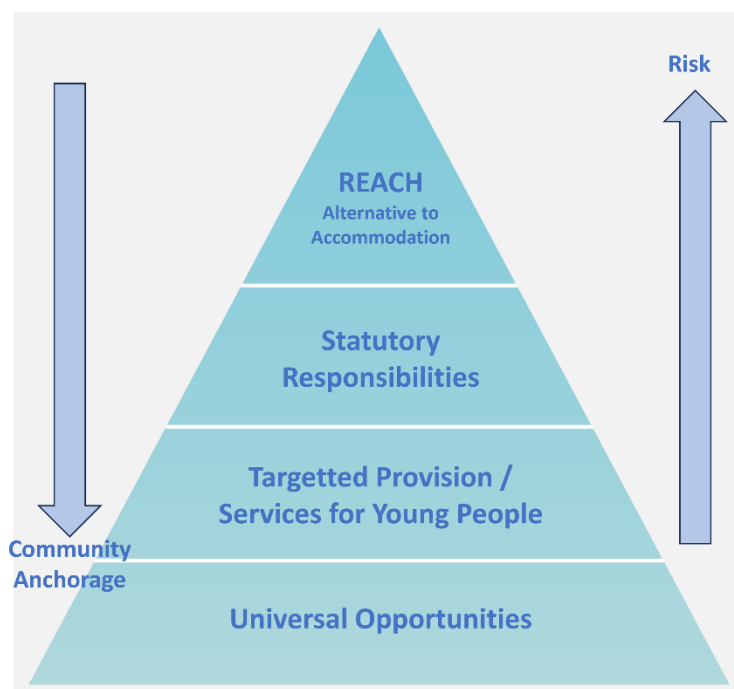 Risk
REACH
Alternative to
Accommodation
Statutory
Responsibilities
Targetted Provision /
Services for Young People
Community
Anchorage
Universal Opportunities